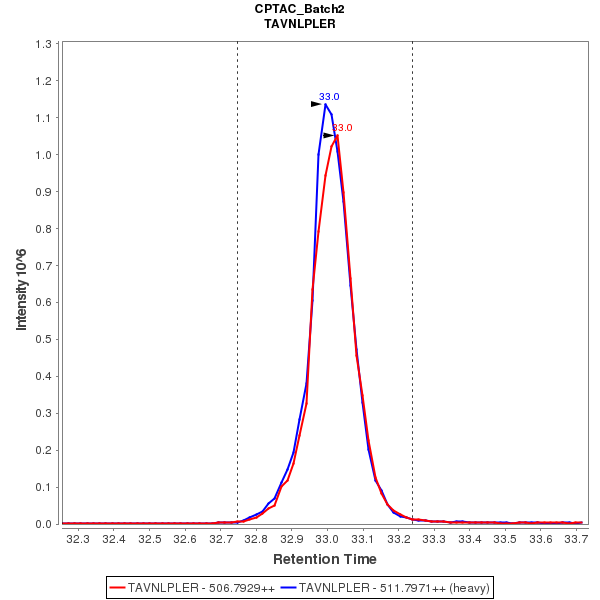 CPTAC_Batch2
TAVNLPLER
1.3
1.2
1.1
1.0
0.9
0.8
0.7
0.6
0.5
0.4
0.3
0.2
0.1
0.0
Intensity 10^6
33.0
33.0
32.3 32.4 32.5 32.6 32.7 32.8 32.9 33.0 33.1 33.2 33.3 33.4 33.5 33.6 33.7
Retention Time
TAVNLPLER - 506.7929++ TAVNLPLER - 511.7971++ (heavy)